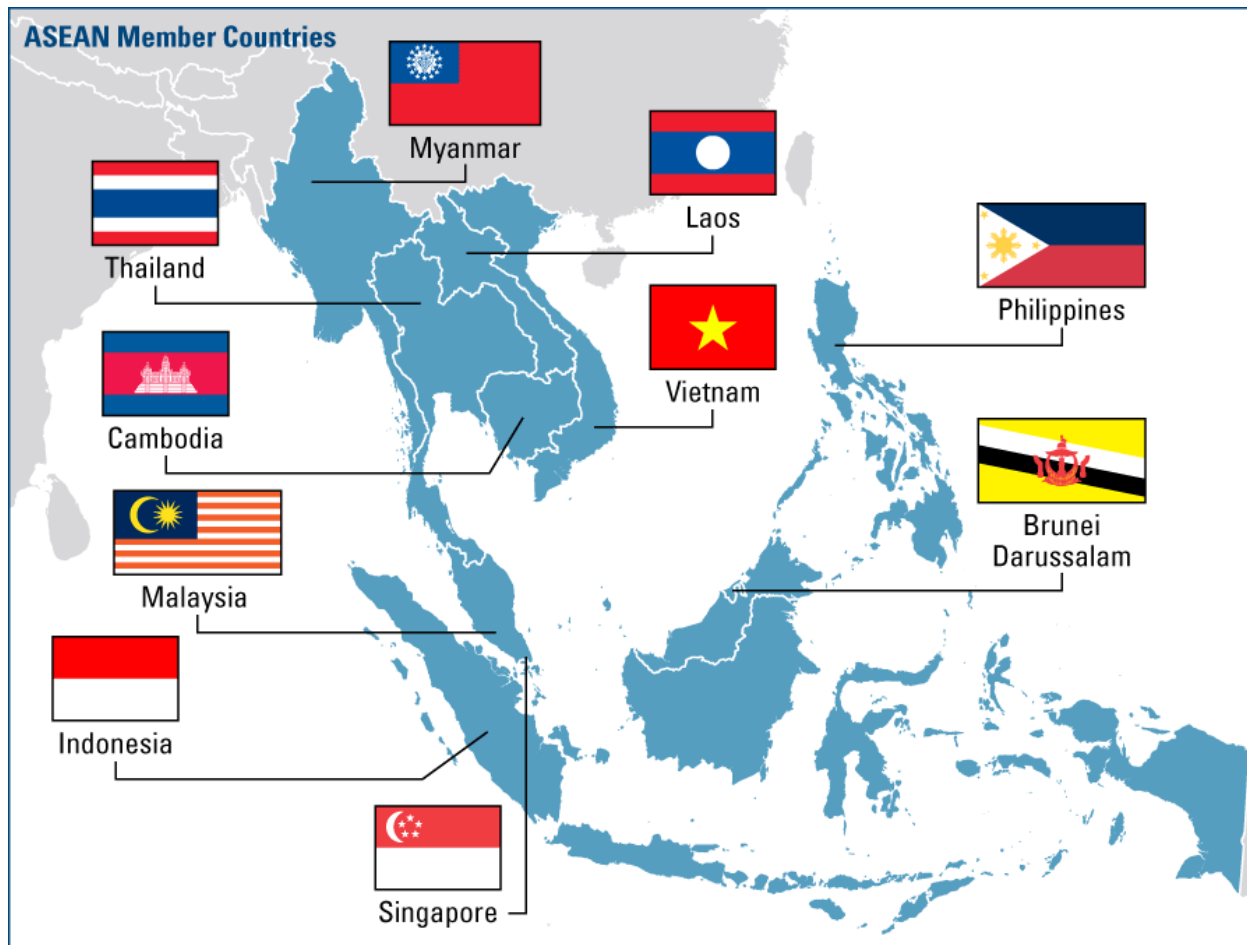 ASEAN Member Countries
Myanmar
Laos
Thailand
Philippines
Vietnam
Cambodia
Brunei
Darussalam
Malaysia
Indonesia
Singapore